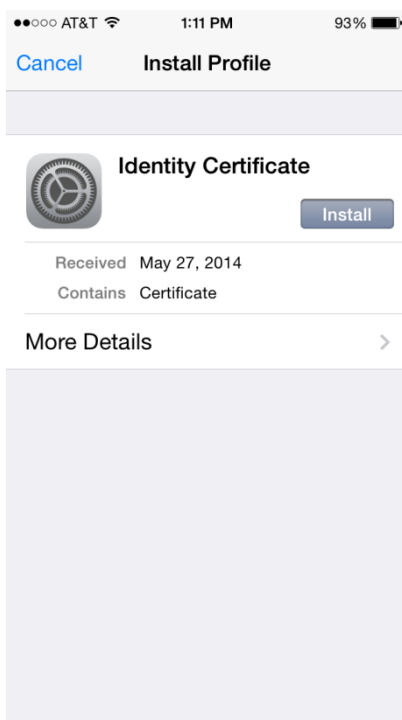 AT&T 1:11 PM 93%
Cancel Install Profile
Identity Certificate
Install
Received May 27, 2014
Contains Certificate
More Details